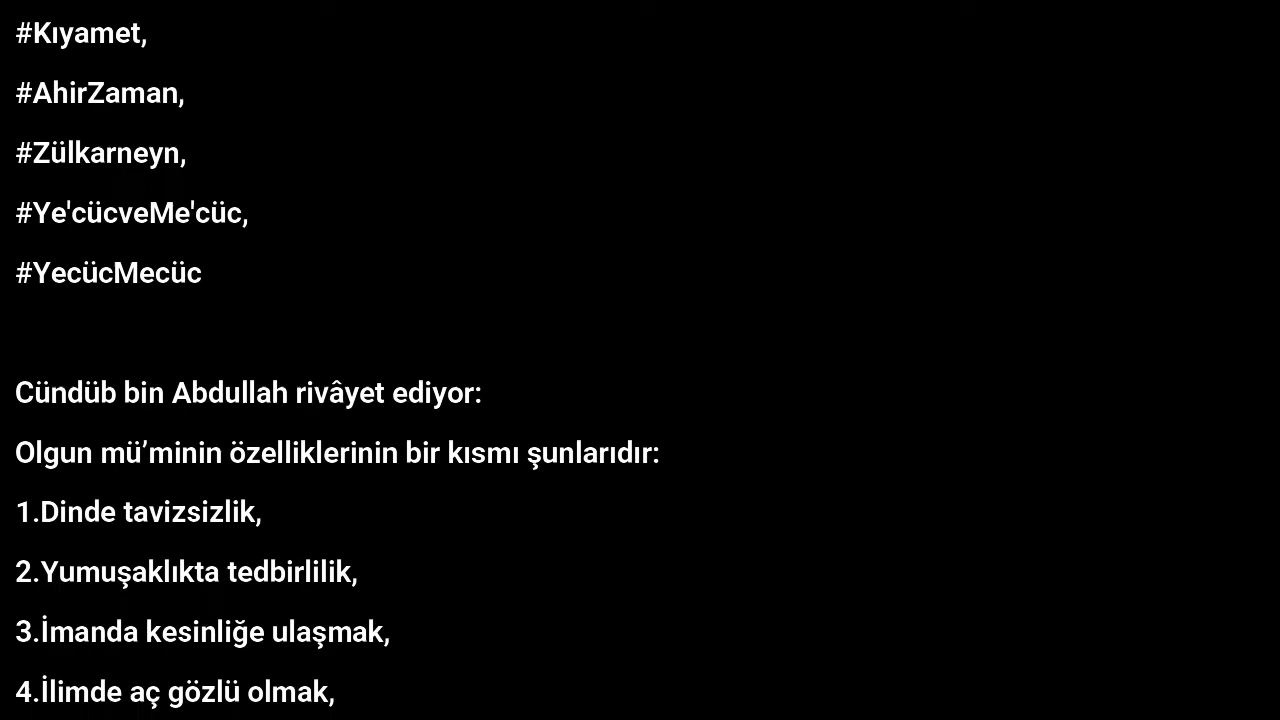 #Kıyamet,
#AhirZaman,
#Zülkarneyn,
#Ye'cücveMe'cüc,
#YecücMecüc
Cündüb bin Abdullah rivâyet ediyor:
Olgun mü’minin özelliklerinin bir kısmı şunlarıdır:
1.Dinde tavizsizlik,
2.Yumuşaklıkta tedbirlilik,
3.İmanda kesinliğe ulaşmak,
4.İlimde aç gözlü olmak,